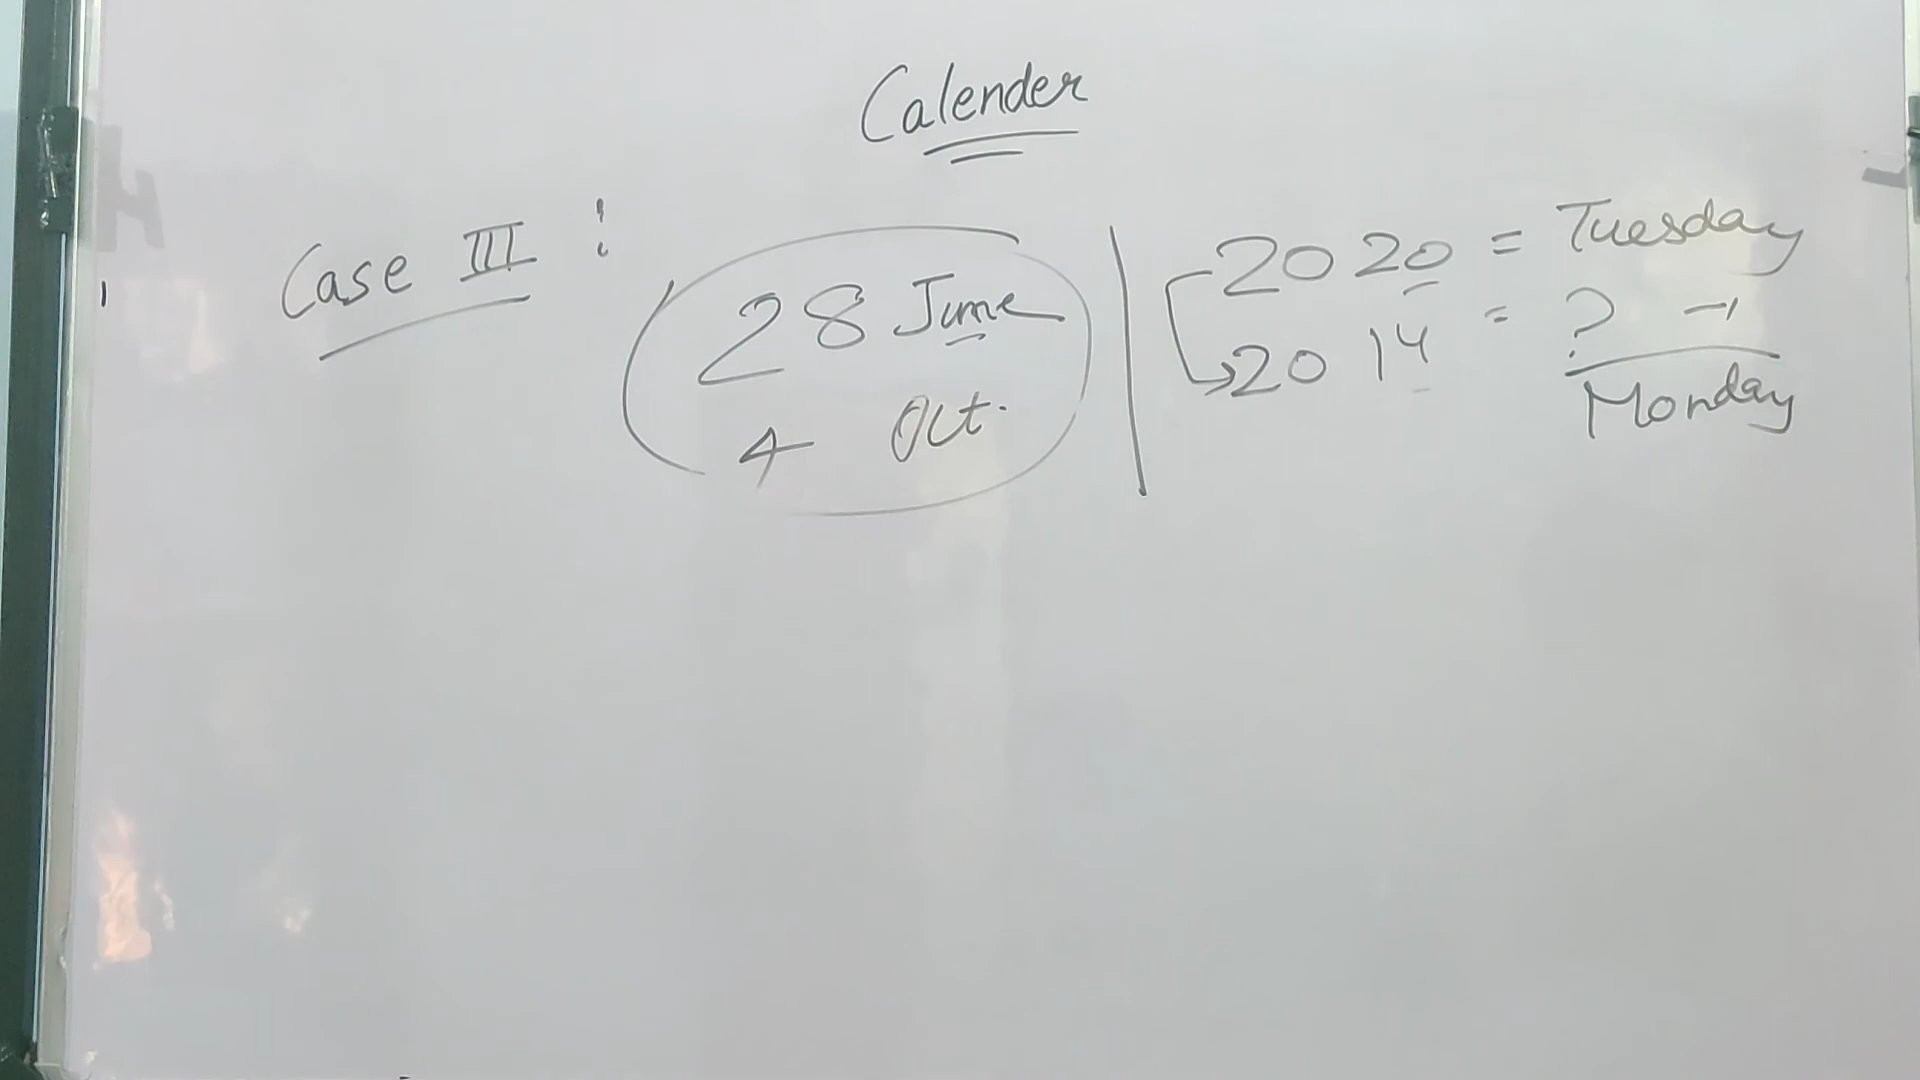 Calender
Case III :
28 June
4 Oct.
2020 = Tuesday
2014 = ? -1
Monday